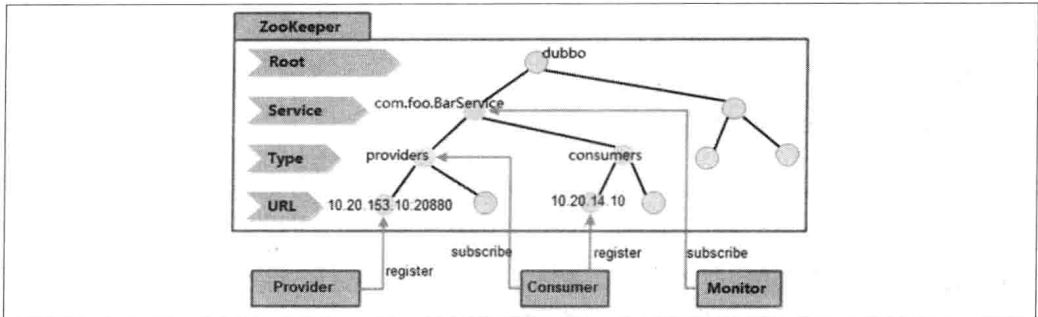 ZooKeeper
Root
dubbo
Service
com.foo.BarService
Type
providers
consumers
URL
10.20.153.10:20880
10.20.14.10
subscribe
register
subscribe
register
Provider
Consumer
Monitor